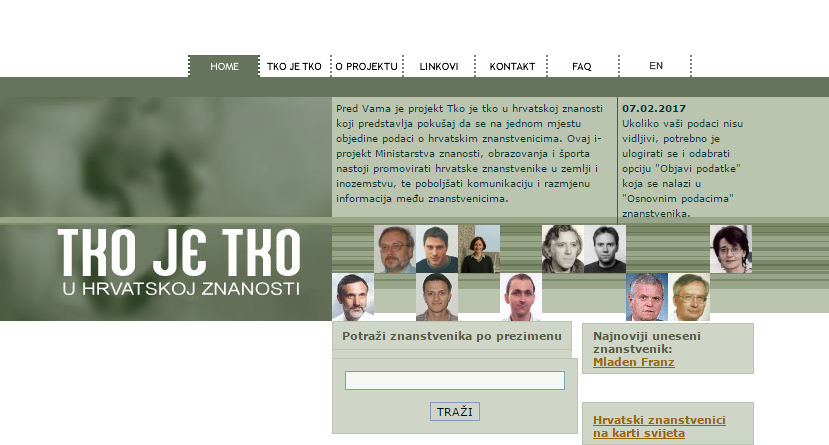 HOME
TKO JE TKO
O PROJEKTU
LINKOVI
KONTAKT
FAQ
EN
Pred Vama je projekt Tko je tko u hrvatskoj znanosti
koji predstavlja pokušaj da se na jednom mjestu
objedine podaci o hrvatskim znanstvenicima. Ovaj i-
projekt Ministarstva znanosti, obrazovanja i športa
nastoji promovirati hrvatske znanstvenike u zemlji i
inozemstvu, te poboljšati komunikaciju i razmjenu
informacija među znanstvenicima.
07.02.2017
Ukoliko vaši podaci nisu
vidljivi, potrebno je
ulogirati se i odabrati
opciju "Objavi podatke"
koja se nalazi u
"Osnovnim podacima"
znanstvenika.
TKO JE TKO
U HRVATSKOJ ZNANOSTI
Potraži znanstvenika po prezimenu
TRAŽI
Najnoviji uneseni
znanstvenik:
Mladen Franz
Hrvatski znanstvenici
na karti svijeta